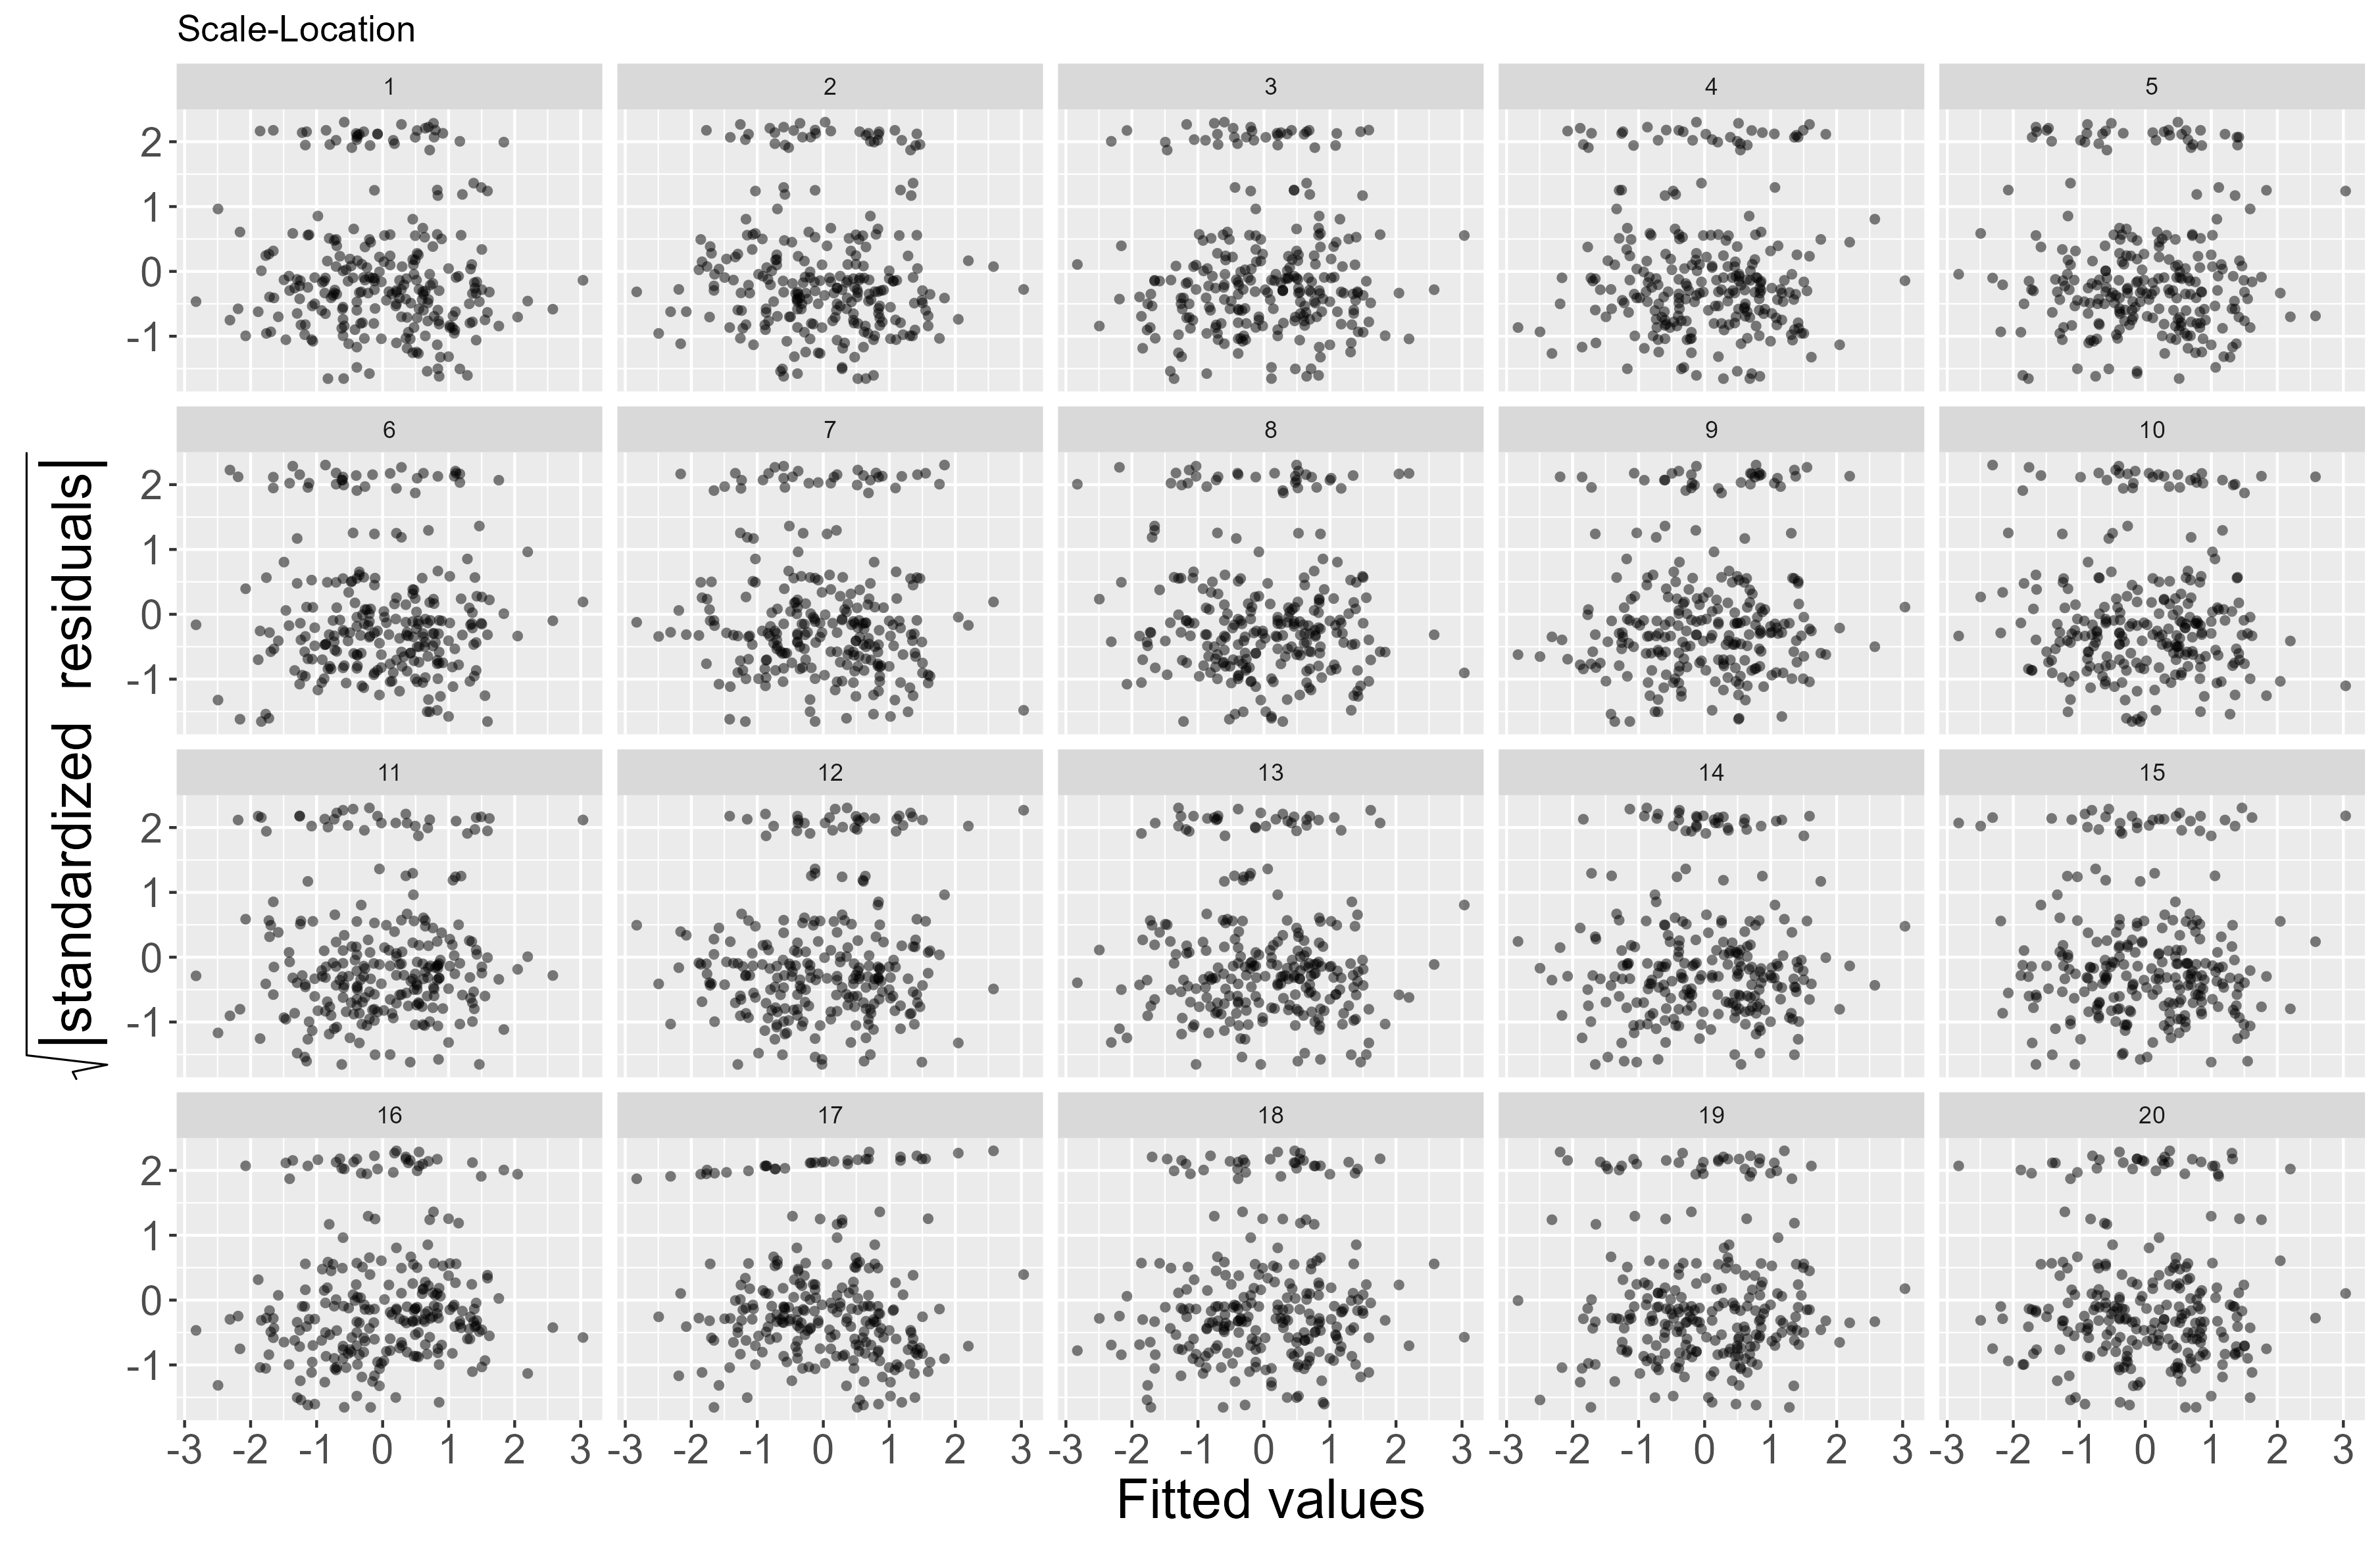 Scale-Location
1 2 3 4 5
2
1
0
-1
6 7 8 9 10
2
1
0
-1
11 12 13 14 15
2
1
0
-1
16 17 18 19 20
2
1
0
-1
√|standardized residuals|
-3 -2 -1 0 1 2 3 -3 -2 -1 0 1 2 3 -3 -2 -1 0 1 2 3 -3 -2 -1 0 1 2 3 -3 -2 -1 0 1 2 3
Fitted values